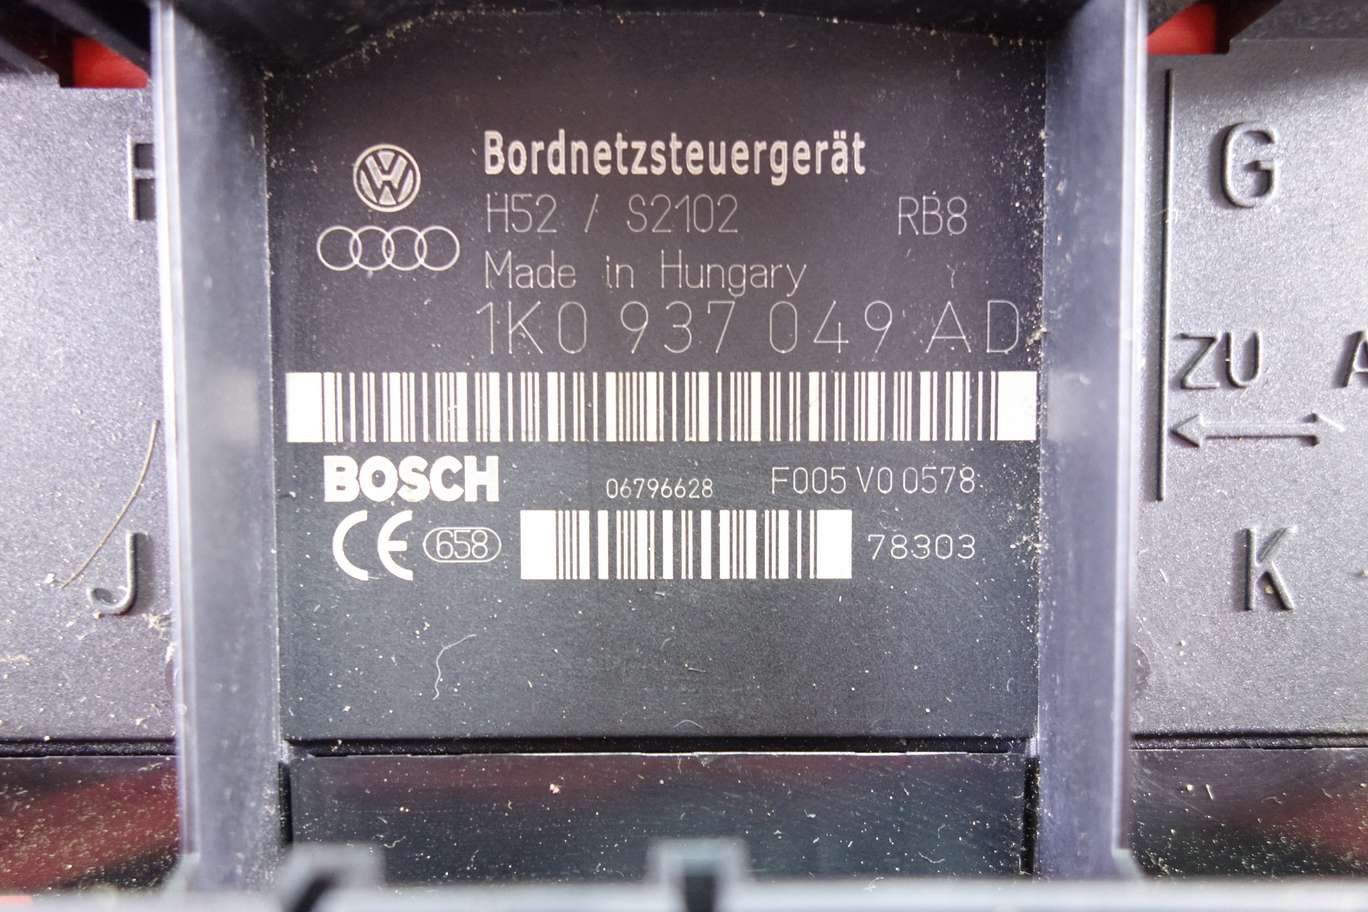 Bordnetzsteuergerät
H52 / S2102 RB8
Made in Hungary Y
1K0 937 049 AD
BOSCH 06796628 F005 V0 0578
CE 658 78303
G
ZU A
J
K